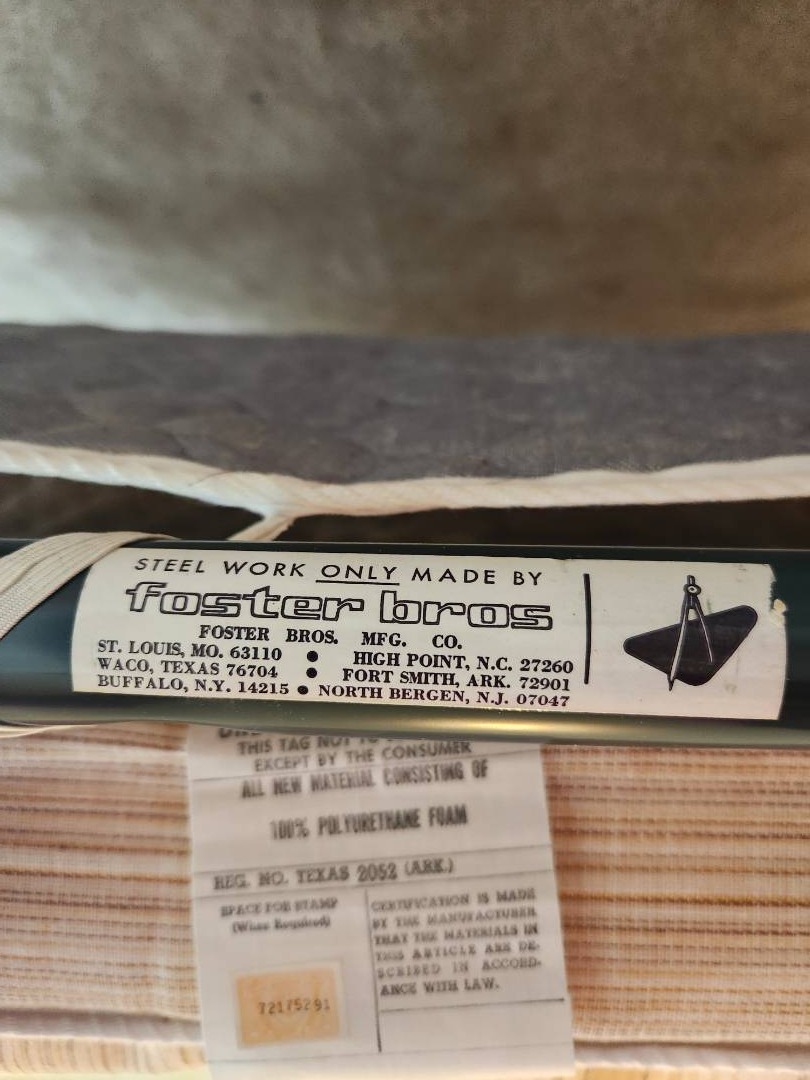 STEEL WORK ONLY MADE BY
foster bros
FOSTER BROS. MFG. CO.
ST. LOUIS, MO. 63110 • HIGH POINT, N.C. 27260
WACO, TEXAS 76704 • FORT SMITH, ARK. 72901
BUFFALO, N.Y. 14215 • NORTH BERGEN, N.J. 07047
THIS TAG NOT
EXCEPT BY THE CONSUMER
ALL NEW MATERIAL CONSISTING OF
100% POLYURETHANE FOAM
REG. NO. TEXAS 2052 (ARK.)
SPACE FOR STAMP
(When Required)
72175291
CERTIFICATION IS MADE
BY THE MANUFACTURER
THAT THE MATERIALS IN
THIS ARTICLE ARE DE-
SCRIBED IN ACCORD-
ANCE WITH LAW.